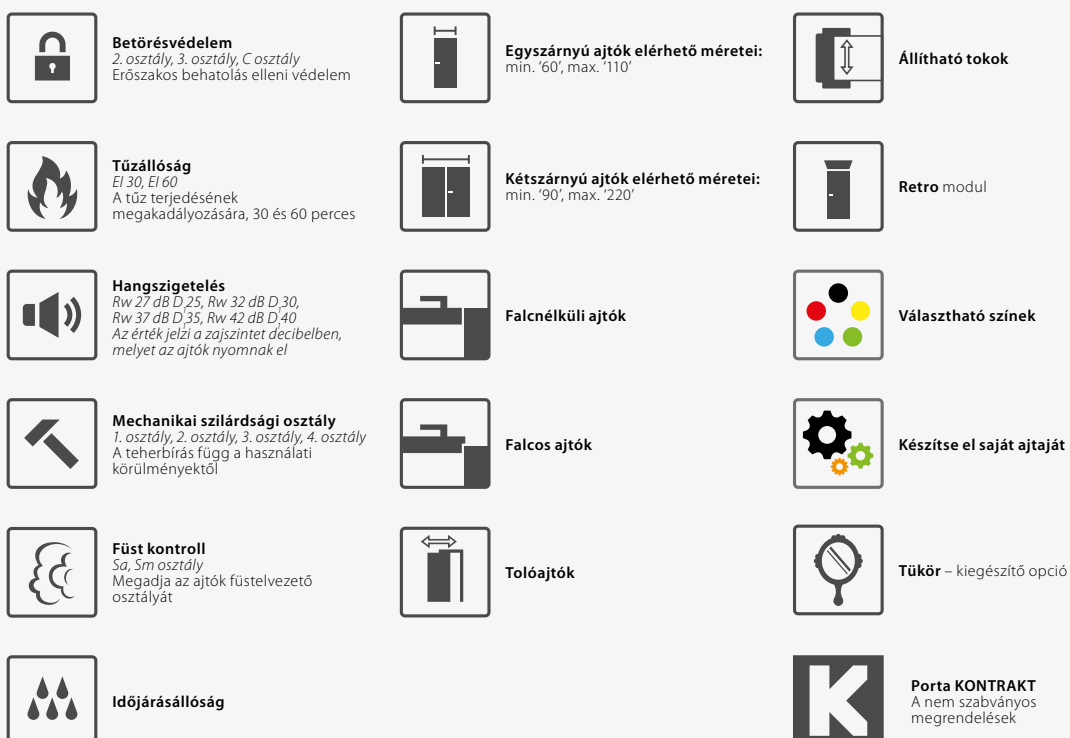 Betörésvédelem
2. osztály, 3. osztály, C osztály
Erőszakos behatolás elleni védelem
Tűzállóság
EI 30, EI 60
A tűz terjedésének
megakadályozására, 30 és 60 perces
Hangszigetelés
Rw 27 dB D₁25, Rw 32 dB D₁30,
Rw 37 dB D₁35, Rw 42 dB D₁40
Az érték jelzi a zajszintet decibelben,
melyet az ajtók nyomnak el
Mechanikai szilárdsági osztály
1. osztály, 2. osztály, 3. osztály, 4. osztály
A teherbírás függ a használati
körülményektől
Füst kontroll
Sa, Sm osztály
Megadja az ajtók füstelvezető
osztályát
Időjárásállóság
Egyszárnyú ajtók elérhető méretei:
min. ‘60’, max. ‘110’
Kétszárnyú ajtók elérhető méretei:
min. ‘90’, max. ‘220’
Falcnélküli ajtók
Falcos ajtók
Tolóajtók
Állítható tokok
Retro modul
Választható színek
Készítse el saját ajtaját
Tükör – kiegészítő opció
K
Porta KONTRAKT
A nem szabványos
megrendelések